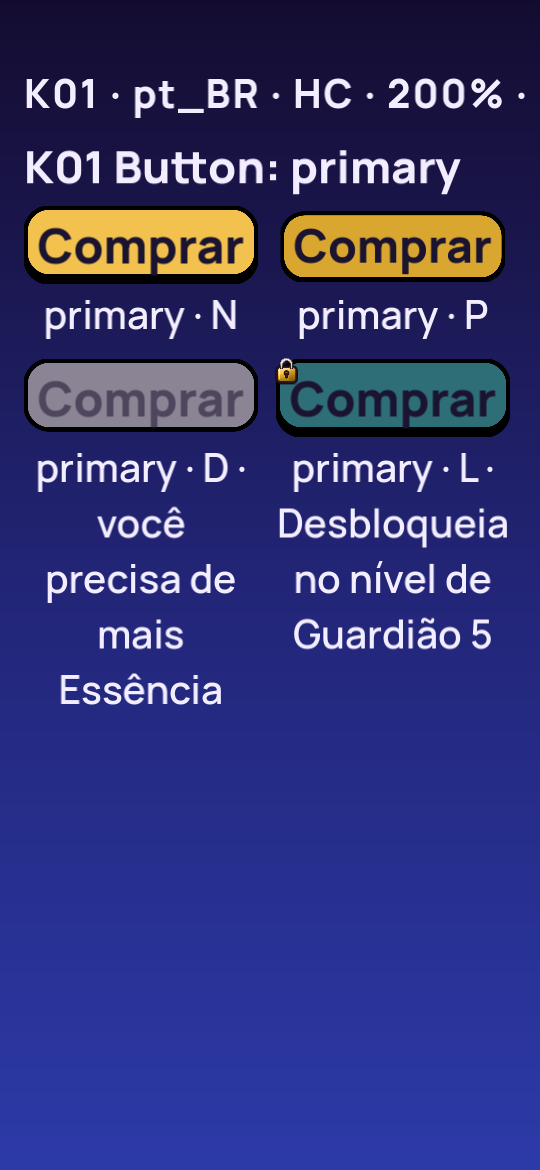 K01 · pt_BR · HC · 200% ·
K01 Button: primary
Comprar
Comprar
primary · N
primary · P
Comprar
Comprar
primary · D ·
você
precisa de
mais
Essência
primary · L ·
Desbloqueia
no nível de
Guardião 5